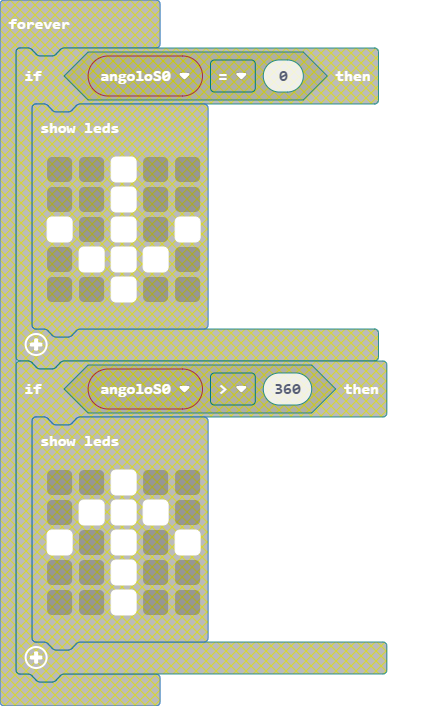 forever
if angoloS0 = 0 then
show leds
if angoloS0 > 360 then
show leds